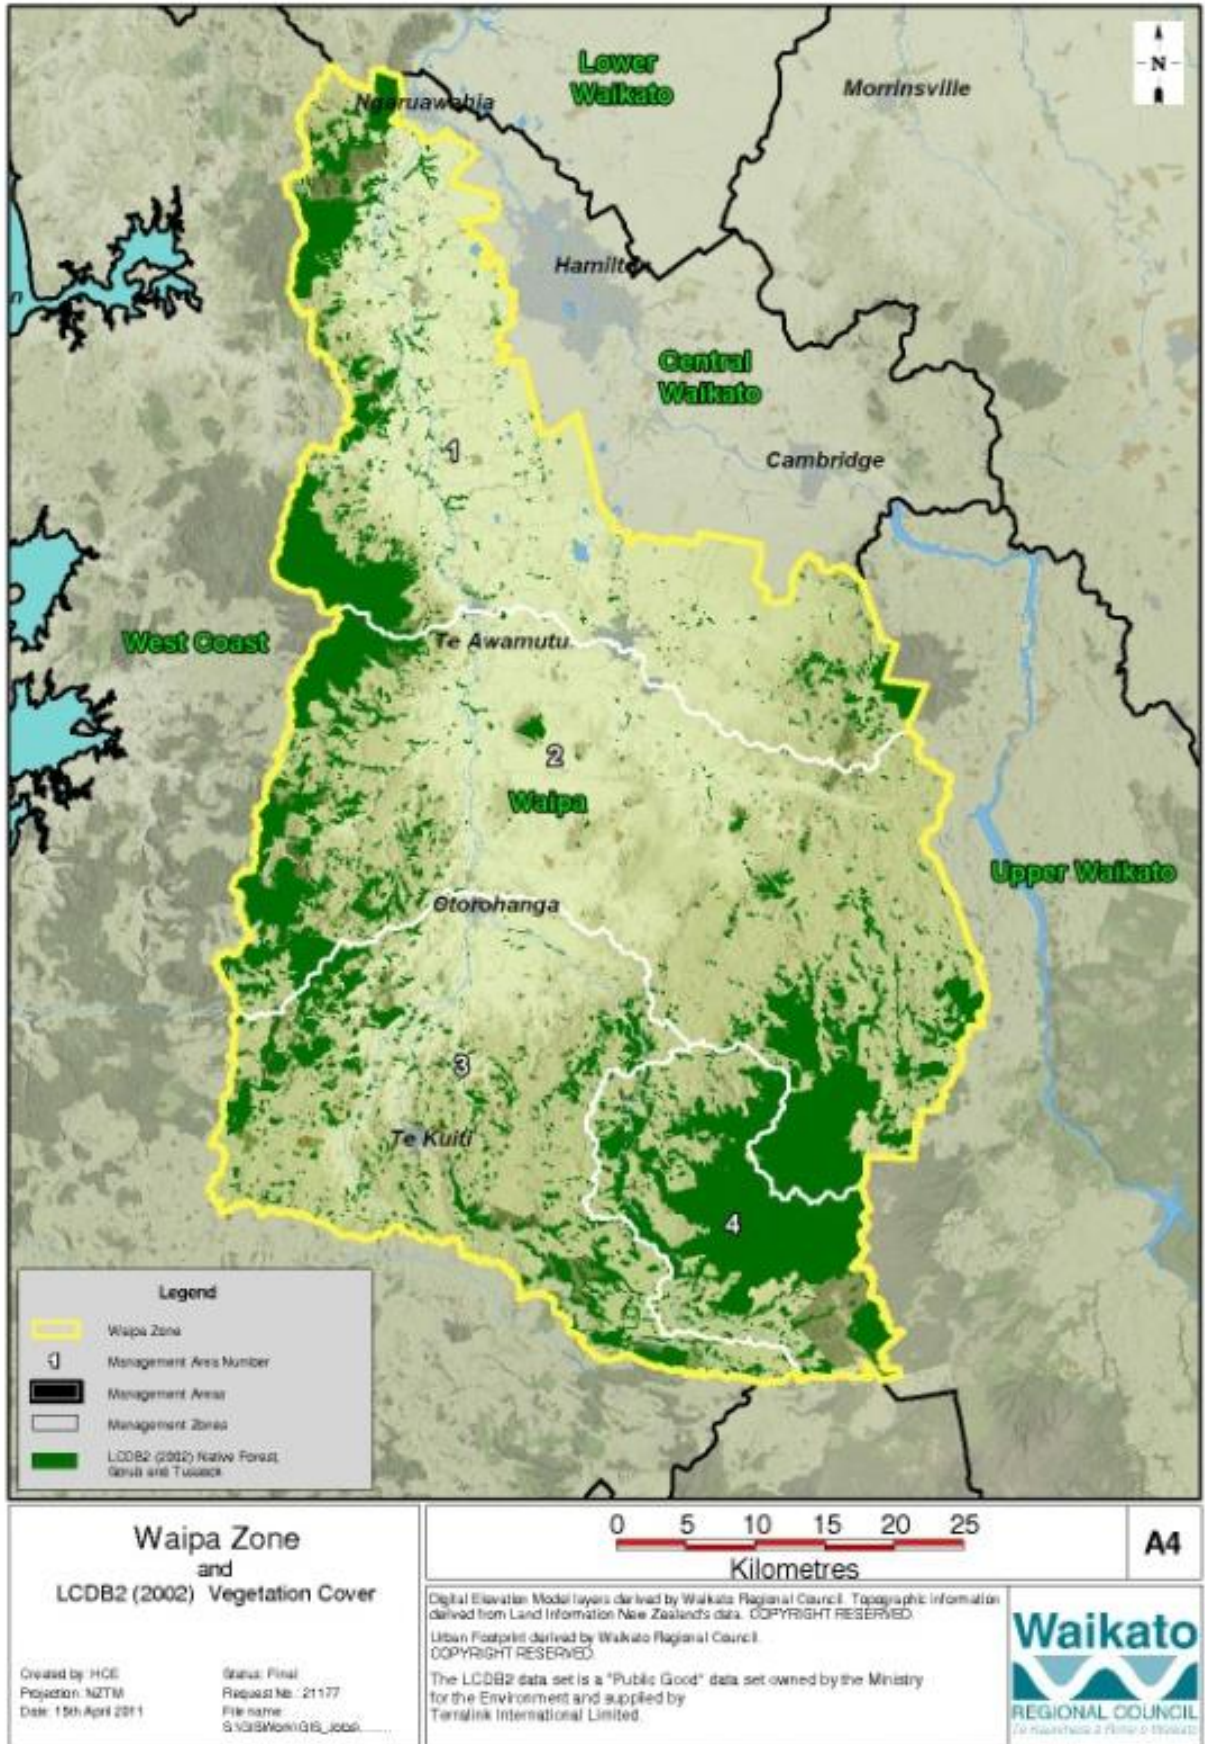 Lower
Waikato
Morrinsville
N
Ngaruawahia
Hamilton
Central
Waikato
1
Cambridge
West Coast
Te Awamutu
2
Waipa
Upper Waikato
Otorohanga
3
Te Kuiti
4
Legend
Waipa Zone
1 Management Area Number
Management Areas
Management Zones
LCDB2 (2002) Native Forest,
Scrub and Tussock
Waipa Zone
and
LCDB2 (2002) Vegetation Cover
Created by: HCE
Projection: NZTM
Date: 15th April 2011
Status: Final
Request No.: 21177
File name:
0 5 10 15 20 25
Kilometres
A4
Digital Elevation Model layers derived by Waikato Regional Council. Topographic information
derived from Land Information New Zealand's data. COPYRIGHT RESERVED.
Urban Footprint derived by Waikato Regional Council.
COPYRIGHT RESERVED.
The LCDB2 data set is a "Public Good" data set owned by the Ministry
for the Environment and supplied by
Terralink International Limited.
Waikato
REGIONAL COUNCIL